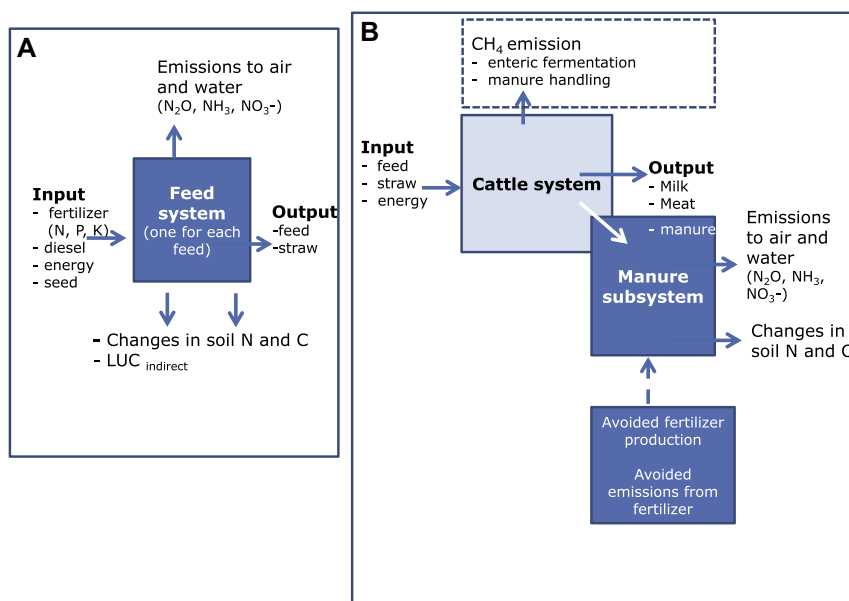 A
Emissions to air
and water
(N₂O, NH₃, NO₃-)
Input
- fertilizer
(N, P, K)
- diesel
- energy
- seed
Feed
system
(one for each
feed)
Output
-feed
-straw
- Changes in soil N and C
- LUC indirect
B
CH₄ emission
- enteric fermentation
- manure handling
Input
- feed
- straw
- energy
Cattle system
Output
- Milk
- Meat
- manure
Manure
subsystem
Emissions
to air and
water
(N₂O, NH₃,
NO₃-)
Changes in
soil N and C
Avoided fertilizer
production
Avoided
emissions from
fertilizer